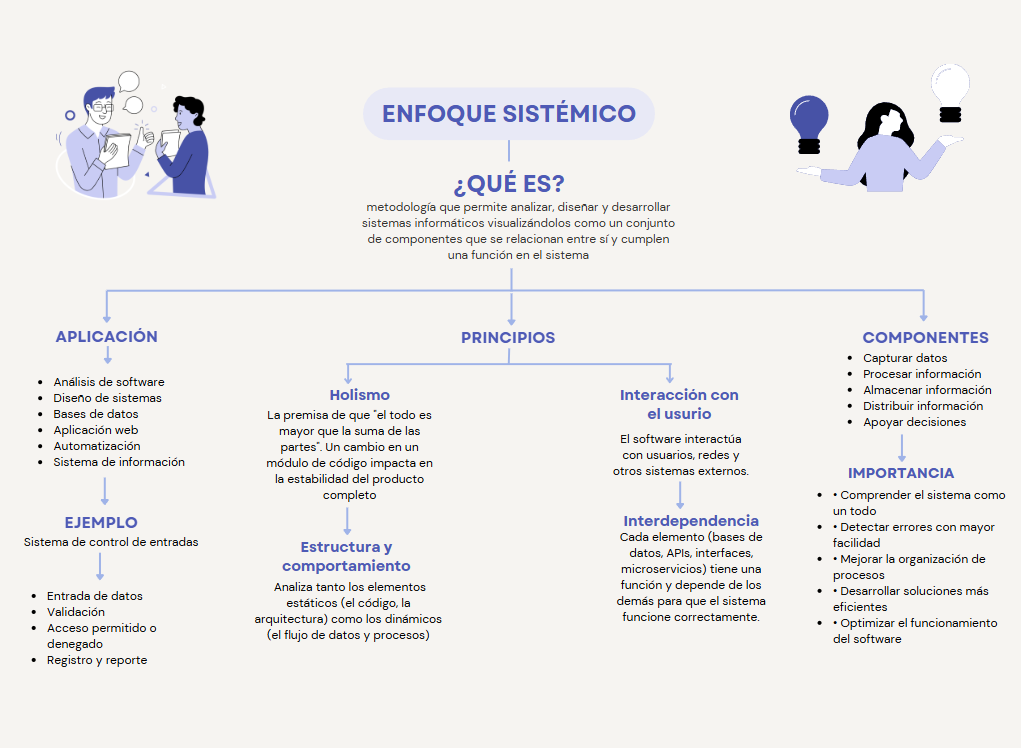 ENFOQUE SISTÉMICO
¿QUÉ ES?
metodología que permite analizar, diseñar y desarrollar
sistemas informáticos visualizándolos como un conjunto
de componentes que se relacionan entre sí y cumplen
una función en el sistema
APLICACIÓN
• Análisis de software
• Diseño de sistemas
• Bases de datos
• Aplicación web
• Automatización
• Sistema de información
EJEMPLO
Sistema de control de entradas
• Entrada de datos
• Validación
• Acceso permitido o
denegado
• Registro y reporte
PRINCIPIOS
Holismo
La premisa de que "el todo es
mayor que la suma de las
partes". Un cambio en un
módulo de código impacta en
la estabilidad del producto
completo
Estructura y
comportamiento
Analiza tanto los elementos
estáticos (el código, la
arquitectura) como los dinámicos
(el flujo de datos y procesos)
Interacción con
el usurio
El software interactúa
con usuarios, redes y
otros sistemas externos.
Interdependencia
Cada elemento (bases de
datos, APIs, interfaces,
microservicios) tiene una
función y depende de los
demás para que el sistema
funcione correctamente.
COMPONENTES
• Capturar datos
• Procesar información
• Almacenar información
• Distribuir información
• Apoyar decisiones
IMPORTANCIA
• • Comprender el sistema como
un todo
• • Detectar errores con mayor
facilidad
• • Mejorar la organización de
procesos
• • Desarrollar soluciones más
eficientes
• • Optimizar el funcionamiento
del software